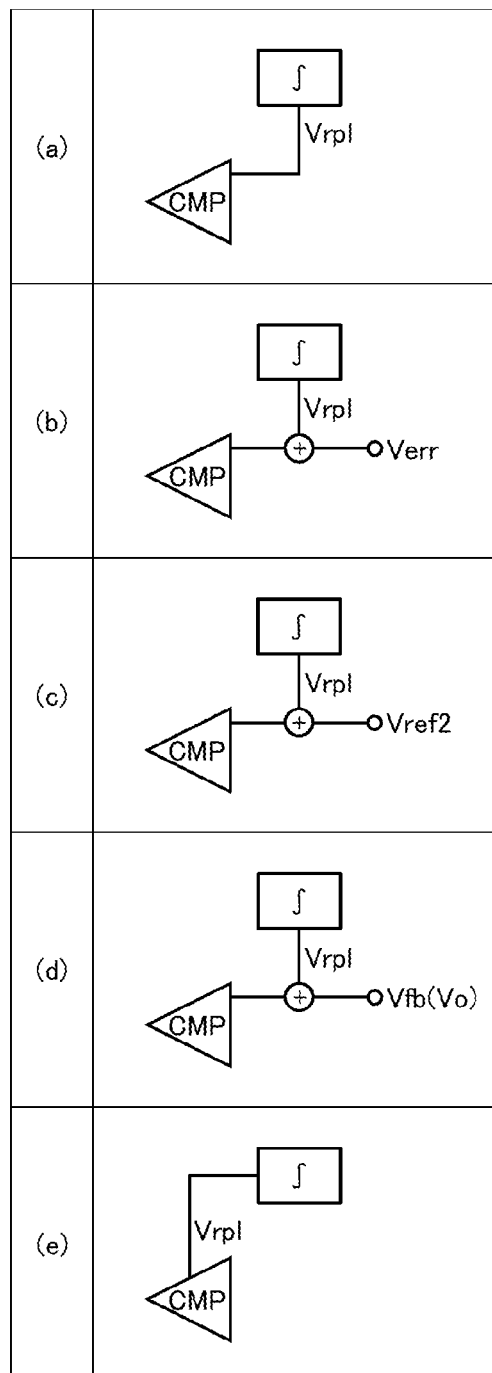 ∫
Vrpl
(a)
CMP
∫
Vrpl
(b)
+
Verr
CMP
∫
Vrpl
(c)
+
Vref2
CMP
∫
Vrpl
(d)
+
Vfb(Vo)
CMP
∫
(e)
Vrpl
CMP